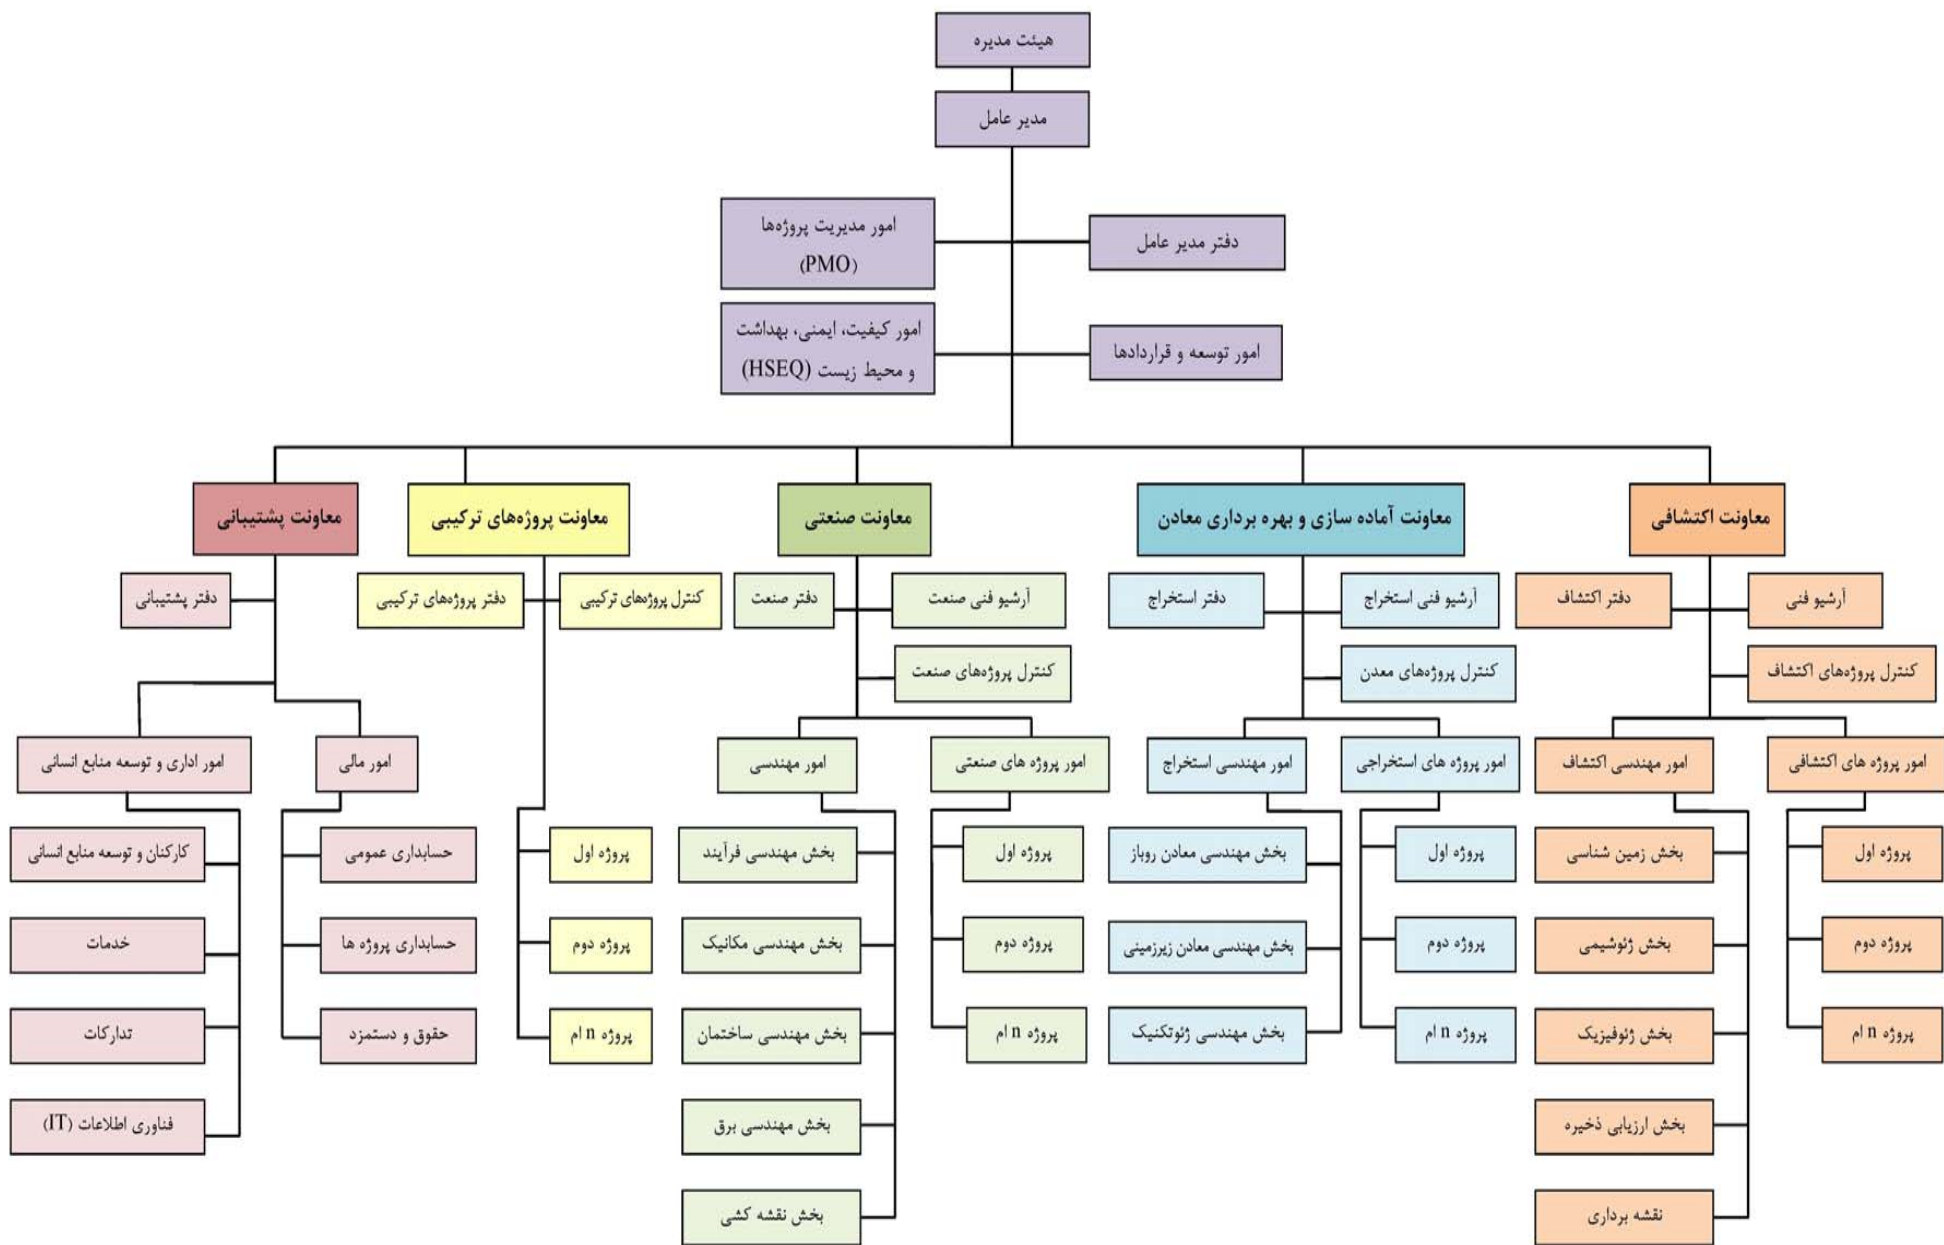 هیئت مدیره
مدیر عامل
دفتر مدیر عامل
امور مدیریت پروژه‌ها
(PMO)
امور توسعه و قراردادها
امور کیفیت، ایمنی، بهداشت
و محیط زیست (HSEQ)
معاونت اکتشافی
معاونت آماده سازی و بهره برداری معادن
معاونت صنعتی
معاونت پروژه‌های ترکیبی
معاونت پشتیبانی
آرشیو فنی
دفتر اکتشاف
آرشیو فنی استخراج
دفتر استخراج
آرشیو فنی صنعت
دفتر صنعت
کنترل پروژه‌های ترکیبی
دفتر پروژه‌های ترکیبی
دفتر پشتیبانی
کنترل پروژه‌های اکتشاف
کنترل پروژه‌های معدن
کنترل پروژه‌های صنعت
امور پروژه های اکتشافی
امور مهندسی اکتشاف
امور پروژه های استخراجی
امور مهندسی استخراج
امور پروژه های صنعتی
امور مهندسی
امور مالی
امور اداری و توسعه منابع انسانی
پروژه اول
بخش زمین شناسی
پروژه اول
بخش مهندسی معادن روباز
پروژه اول
بخش مهندسی فرآیند
پروژه اول
حسابداری عمومی
کارکنان و توسعه منابع انسانی
پروژه دوم
بخش ژئوشیمی
پروژه دوم
بخش مهندسی معادن زیرزمینی
پروژه دوم
بخش مهندسی مکانیک
پروژه دوم
حسابداری پروژه ها
خدمات
پروژه n ام
بخش ژئوفیزیک
پروژه n ام
بخش مهندسی ژئوتکنیک
پروژه n ام
بخش مهندسی ساختمان
پروژه n ام
حقوق و دستمزد
تدارکات
بخش ارزیابی ذخیره
بخش مهندسی برق
فناوری اطلاعات (IT)
نقشه برداری
بخش نقشه کشی